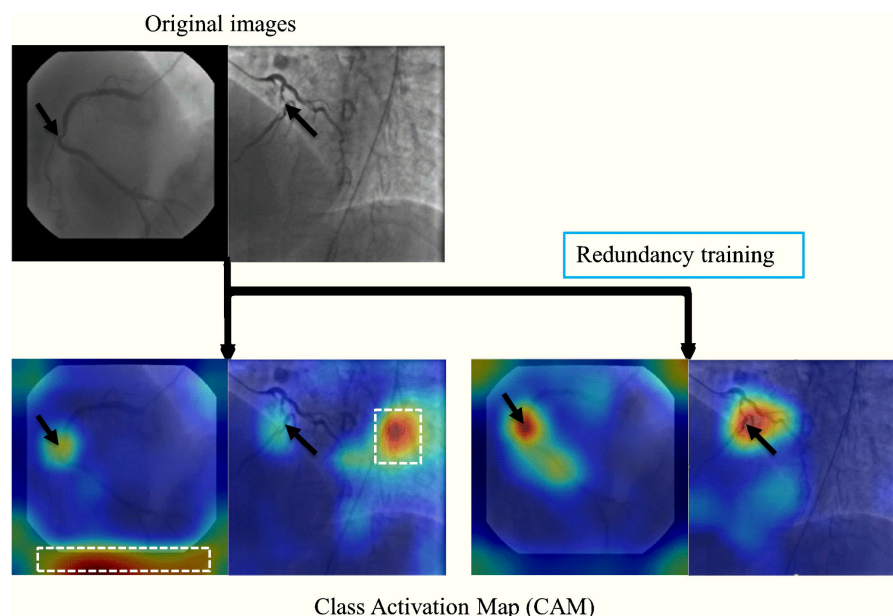 Original images
Redundancy training
Class Activation Map (CAM)